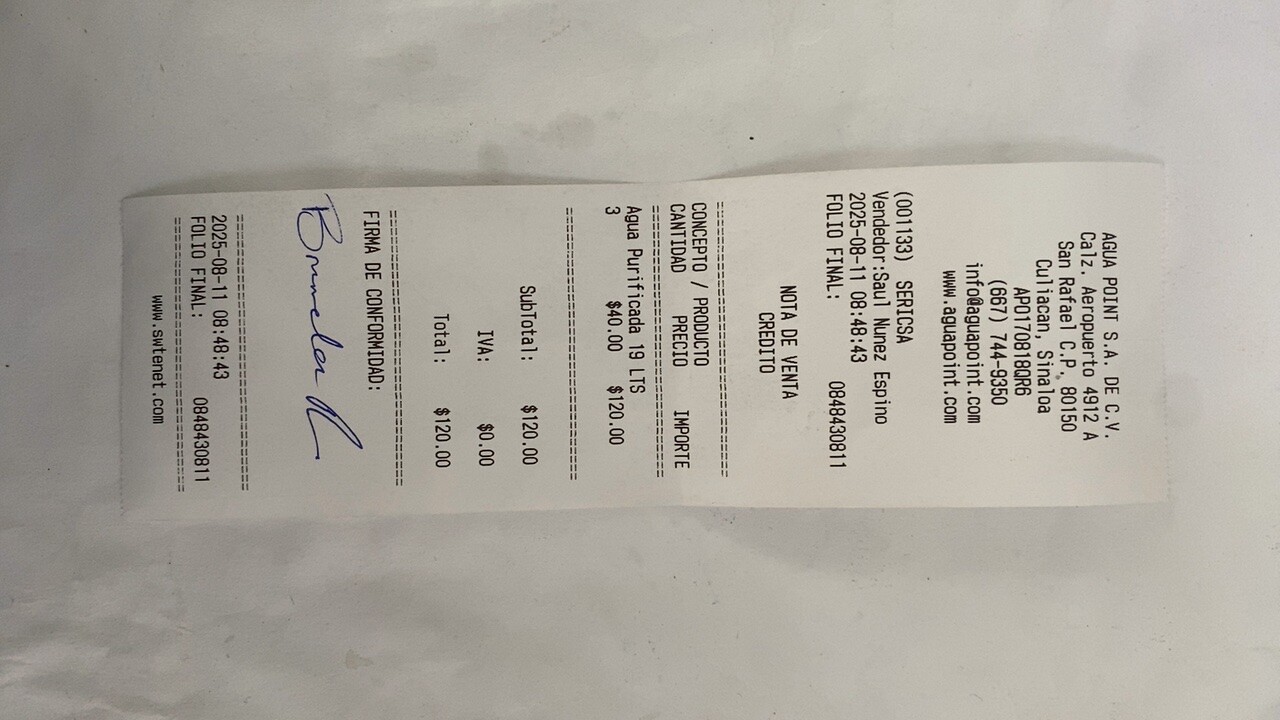 AGUA POINT S.A. DE C.V.
Calz. Aeropuerto 4912 A
San Rafael C.P. 80150
Culiacan, Sinaloa
APO170818QR6
(667) 744-9350
info@aguapoint.com
www.aguapoint.com
(001133) SERICSA
Vendedor:Saul Nunez Espino
2025-08-11 08:48:43
FOLIO FINAL: 0848430811
NOTA DE VENTA
CREDITO
CONCEPTO / PRODUCTO
CANTIDAD PRECIO IMPORTE
Agua Purificada 19 LTS
3 $40.00 $120.00
SubTotal: $120.00
IVA: $0.00
Total: $120.00
FIRMA DE CONFORMIDAD:
2025-08-11 08:48:43
FOLIO FINAL: 0848430811
www.swtenet.com